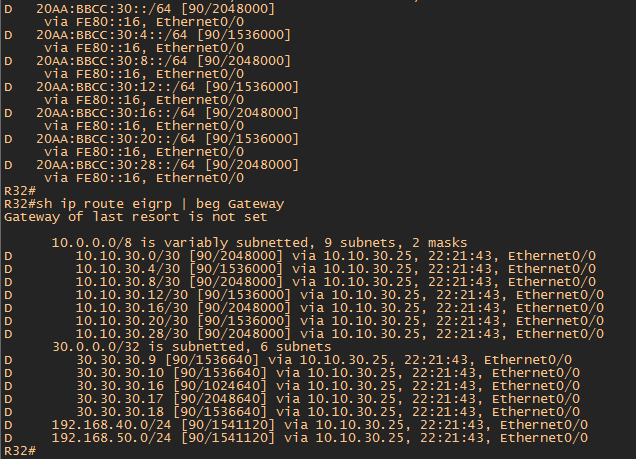 D   20AA:BBCC:30::/64 [90/2048000]
     via FE80::16, Ethernet0/0
D   20AA:BBCC:30:4::/64 [90/1536000]
     via FE80::16, Ethernet0/0
D   20AA:BBCC:30:8::/64 [90/2048000]
     via FE80::16, Ethernet0/0
D   20AA:BBCC:30:12::/64 [90/1536000]
     via FE80::16, Ethernet0/0
D   20AA:BBCC:30:16::/64 [90/2048000]
     via FE80::16, Ethernet0/0
D   20AA:BBCC:30:20::/64 [90/1536000]
     via FE80::16, Ethernet0/0
D   20AA:BBCC:30:28::/64 [90/2048000]
     via FE80::16, Ethernet0/0
R32#
R32#sh ip route eigrp | beg Gateway
Gateway of last resort is not set
      10.0.0.0/8 is variably subnetted, 9 subnets, 2 masks
D        10.10.30.0/30 [90/2048000] via 10.10.30.25, 22:21:43, Ethernet0/0
D        10.10.30.4/30 [90/1536000] via 10.10.30.25, 22:21:43, Ethernet0/0
D        10.10.30.8/30 [90/2048000] via 10.10.30.25, 22:21:43, Ethernet0/0
D        10.10.30.12/30 [90/1536000] via 10.10.30.25, 22:21:43, Ethernet0/0
D        10.10.30.16/30 [90/2048000] via 10.10.30.25, 22:21:43, Ethernet0/0
D        10.10.30.20/30 [90/1536000] via 10.10.30.25, 22:21:43, Ethernet0/0
D        10.10.30.28/30 [90/2048000] via 10.10.30.25, 22:21:43, Ethernet0/0
      30.0.0.0/32 is subnetted, 6 subnets
D        30.30.30.9 [90/1536640] via 10.10.30.25, 22:21:43, Ethernet0/0
D        30.30.30.10 [90/1536640] via 10.10.30.25, 22:21:43, Ethernet0/0
D        30.30.30.16 [90/1024640] via 10.10.30.25, 22:21:43, Ethernet0/0
D        30.30.30.17 [90/2048640] via 10.10.30.25, 22:21:43, Ethernet0/0
D        30.30.30.18 [90/1536640] via 10.10.30.25, 22:21:43, Ethernet0/0
D     192.168.40.0/24 [90/1541120] via 10.10.30.25, 22:21:43, Ethernet0/0
D     192.168.50.0/24 [90/1541120] via 10.10.30.25, 22:21:43, Ethernet0/0
R32#